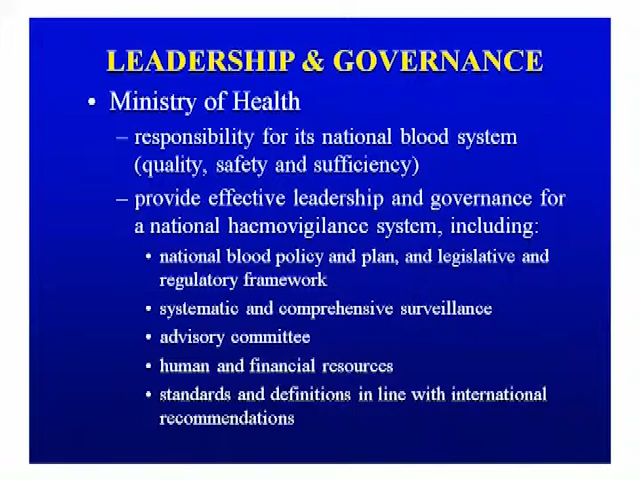 LEADERSHIP & GOVERNANCE
• Ministry of Health
– responsibility for its national blood system
(quality, safety and sufficiency)
– provide effective leadership and governance for
a national haemovigilance system, including:
• national blood policy and plan, and legislative and
regulatory framework
• systematic and comprehensive surveillance
• advisory committee
• human and financial resources
• standards and definitions in line with international
recommendations